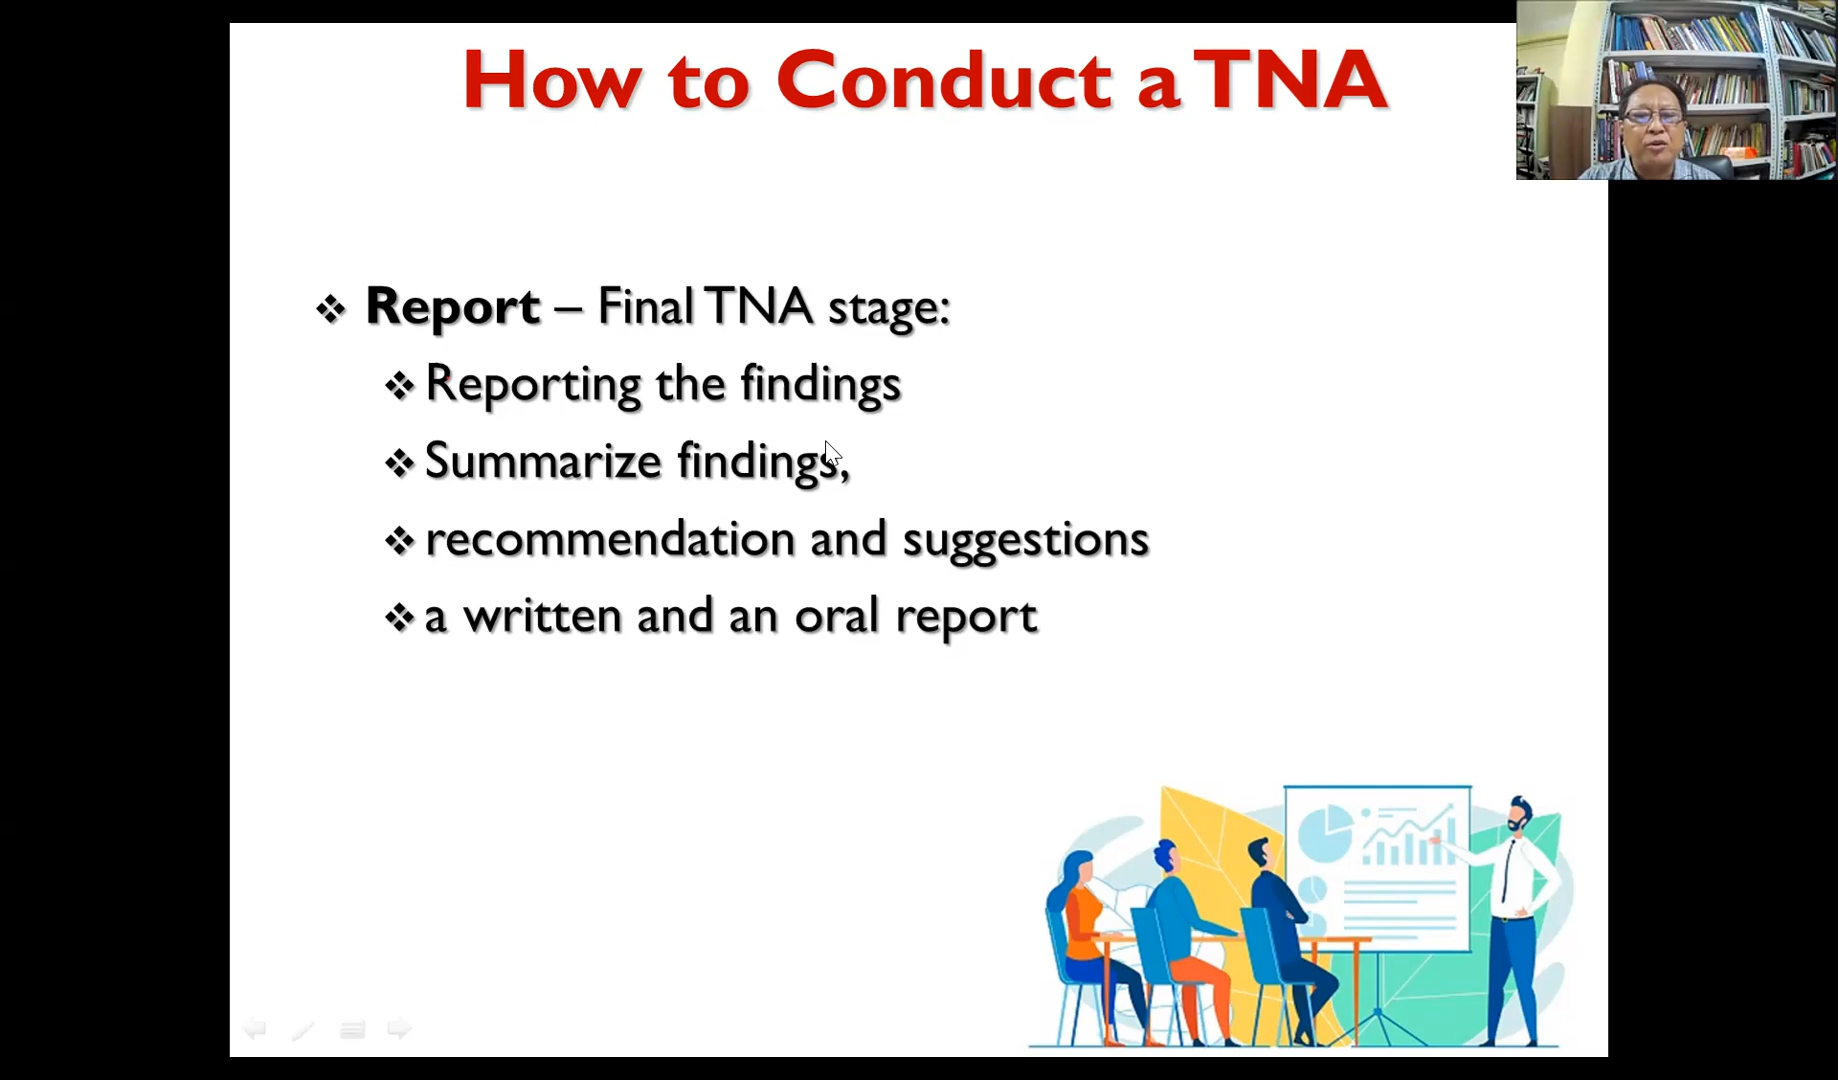 How to Conduct a TNA
❖ Report – Final TNA stage:
❖ Reporting the findings
❖ Summarize findings,
❖ recommendation and suggestions
❖ a written and an oral report